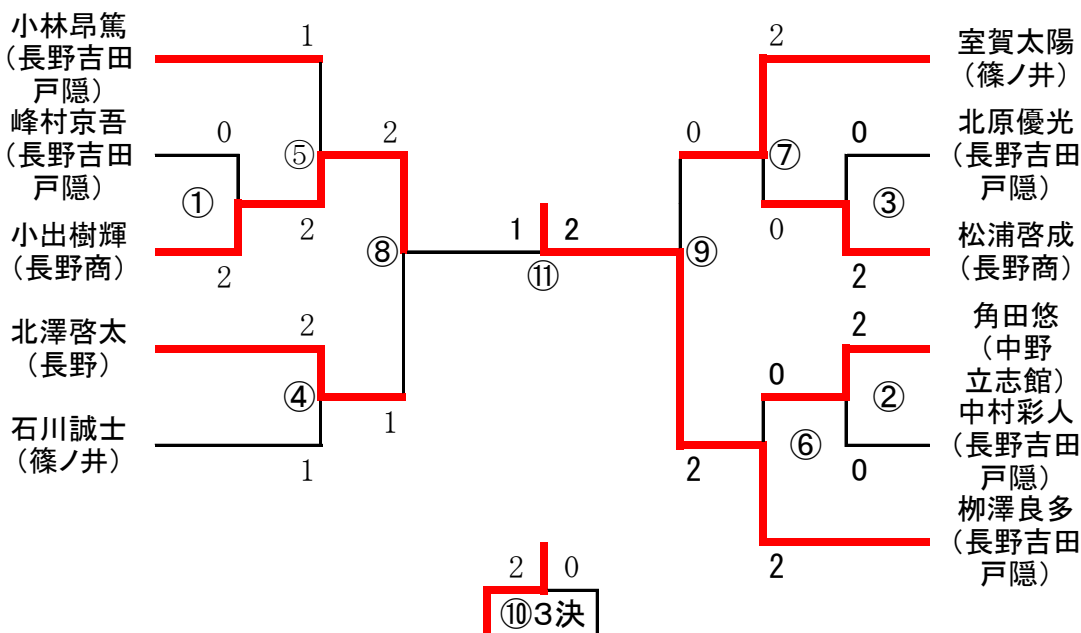 小林昂篤
（長野吉田
戸隠）
峰村京吾
（長野吉田
戸隠）
小出樹輝
（長野商）
北澤啓太
（長野）
石川誠士
（篠ノ井）
1
0
①
2
⑤
2
2
⑧
2
④
1
1
1
2
⑪
2
0
⑩3決
0
⑨
2
2
⑦
0
0
③
2
0
⑥
2
2
②
0
室賀太陽
（篠ノ井）
北原優光
（長野吉田
戸隠）
松浦啓成
（長野商）
角田悠
（中野
立志館）
中村彩人
（長野吉田
戸隠）
栁澤良多
（長野吉田
戸隠）